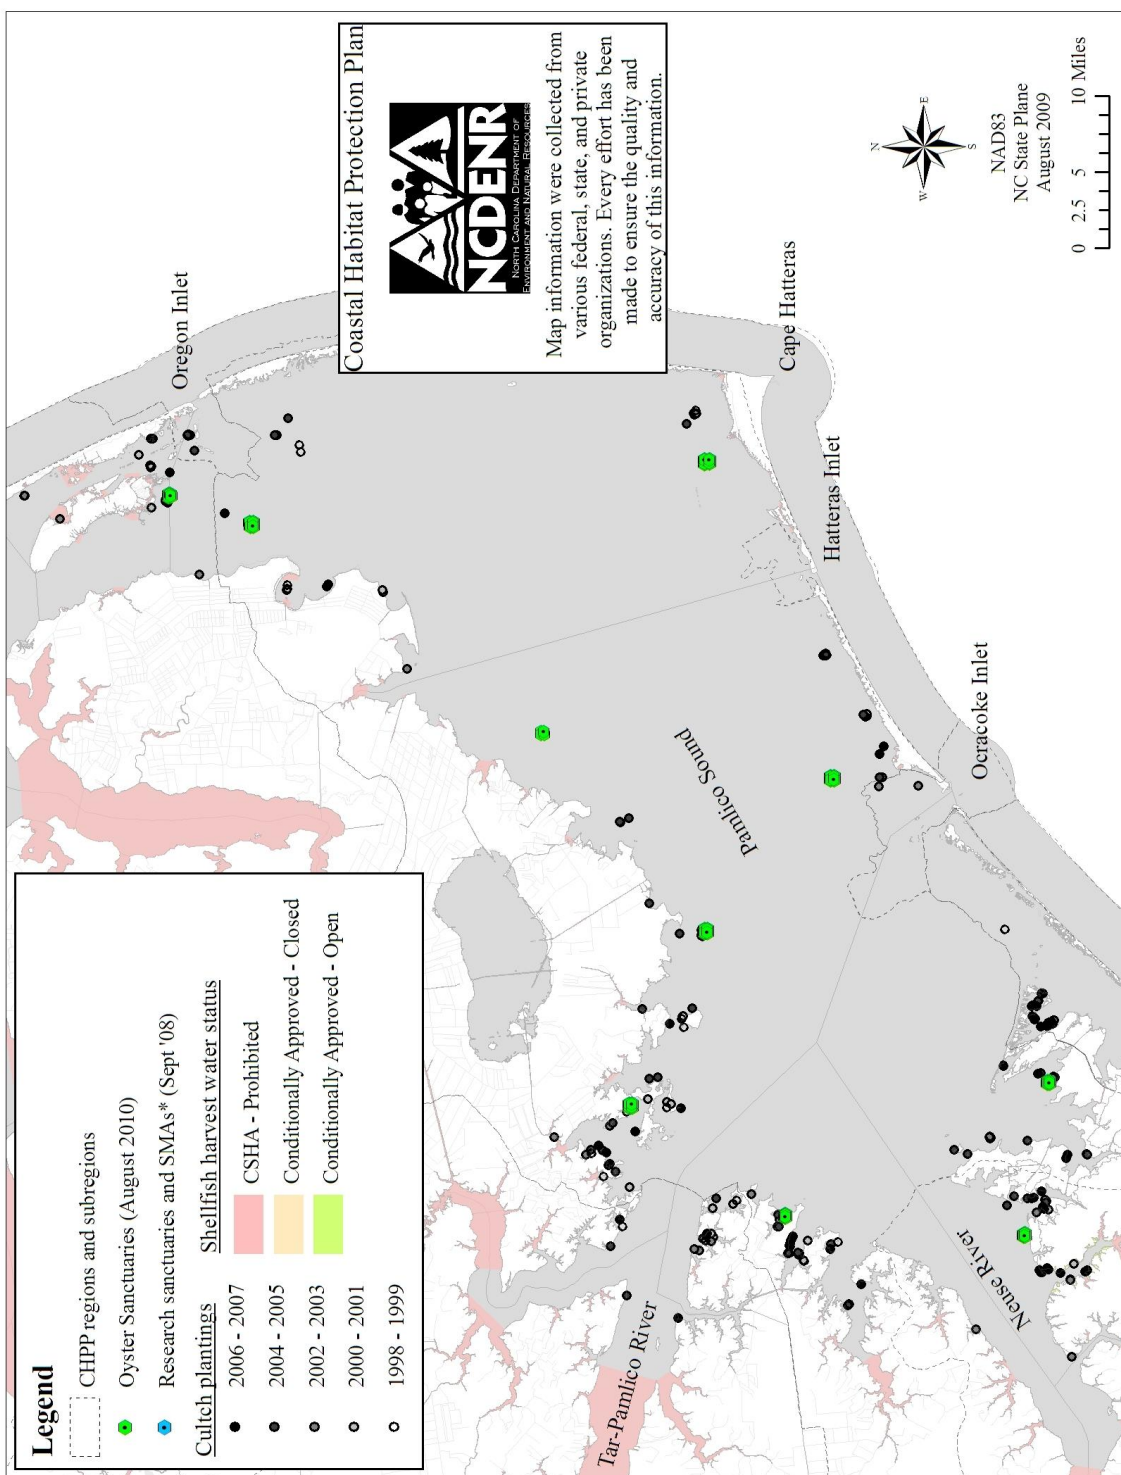 Legend
CHPP regions and subregions
Oyster Sanctuaries (August 2010)
Research sanctuaries and SMAs* (Sept '08)
Cultch plantings
2006 - 2007
2004 - 2005
2002 - 2003
2000 - 2001
1998 - 1999
Shellfish harvest water status
CSHA - Prohibited
Conditionally Approved - Closed
Conditionally Approved - Open
Coastal Habitat Protection Plan
NCDENR
NORTH CAROLINA DEPARTMENT OF
ENVIRONMENT AND NATURAL RESOURCES
Map information were collected from
various federal, state, and private
organizations. Every effort has been
made to ensure the quality and
accuracy of this information.
Oregon Inlet
Cape Hatteras
Hatteras Inlet
Ocracoke Inlet
Pamlico Sound
Tar-Pamlico River
Neuse River
N
W
E
S
NAD83
NC State Plane
August 2009
0 2.5 5 10 Miles